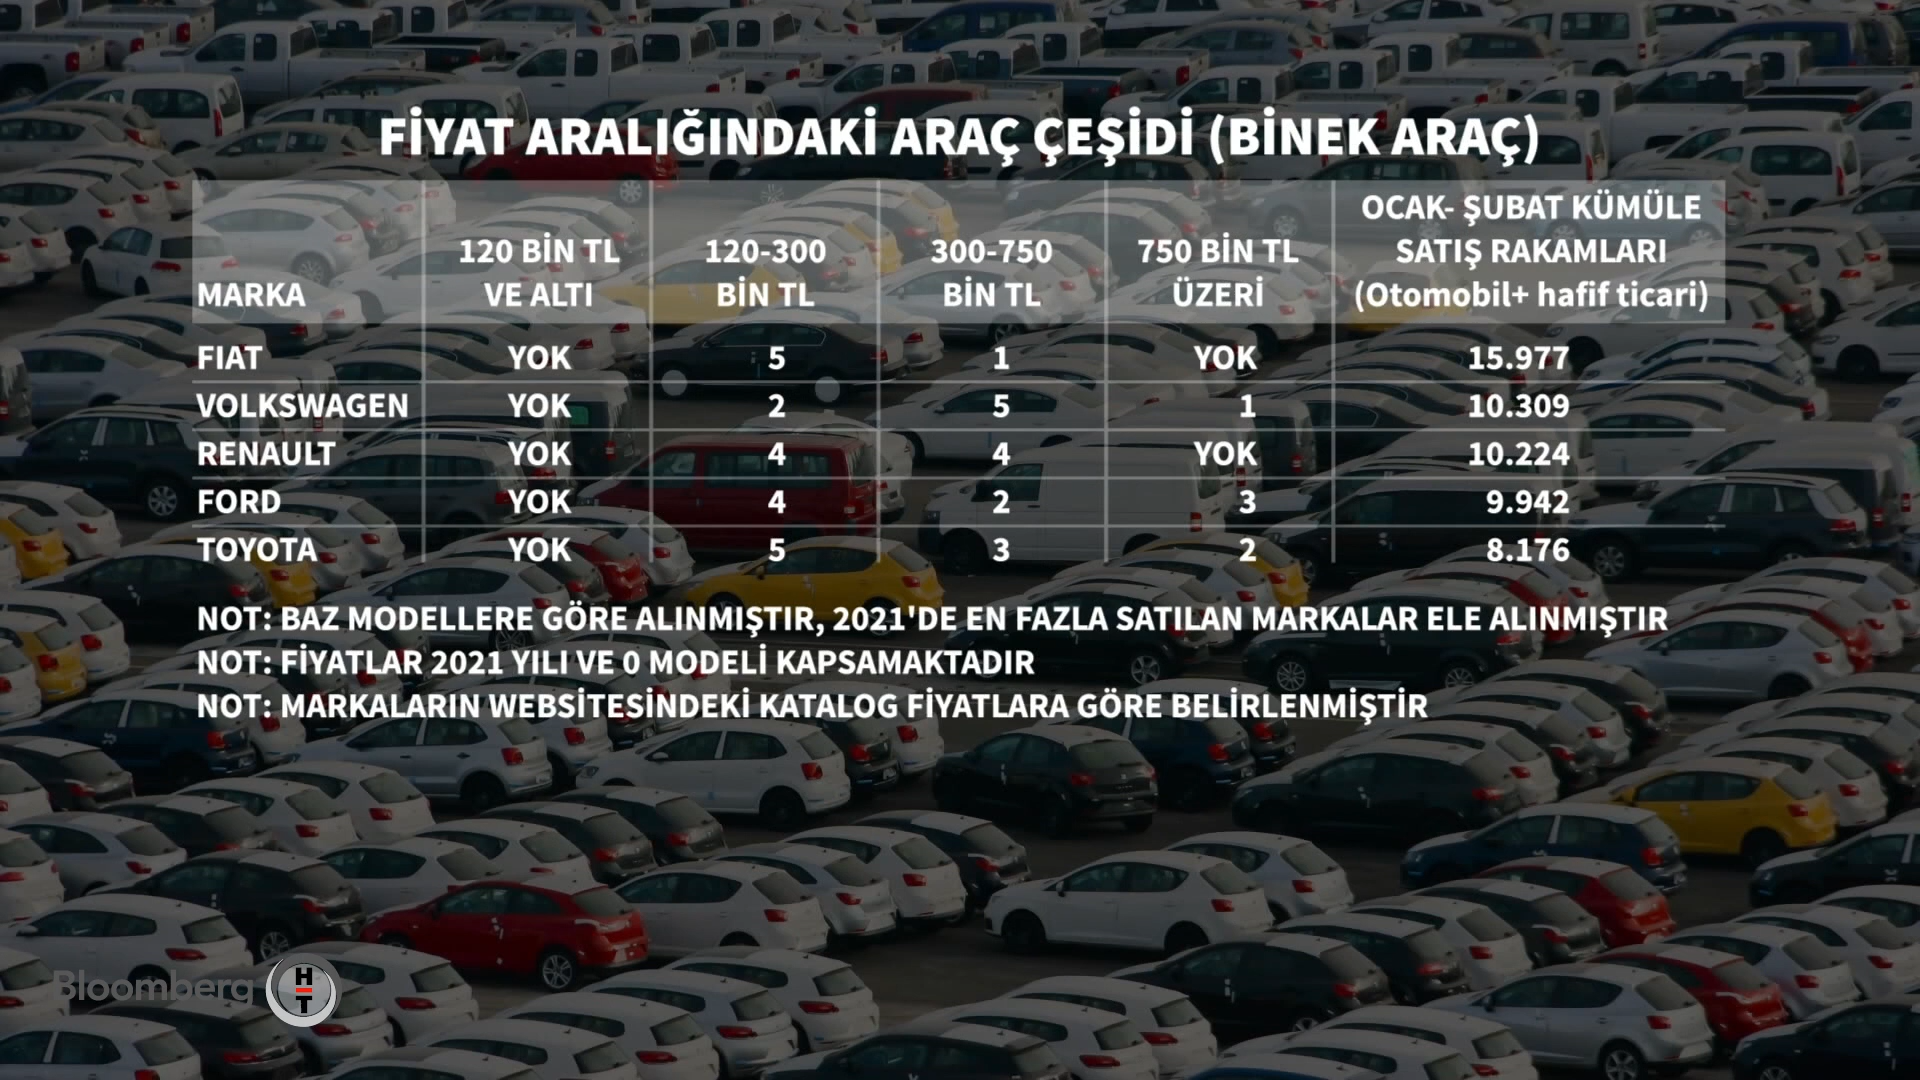 FİYAT ARALIĞINDAKİ ARAÇ ÇEŞİDİ (BİNEK ARAÇ)
MARKA 120 BİN TL VE ALTI 120-300 BİN TL 300-750 BİN TL 750 BİN TL ÜZERİ OCAK- ŞUBAT KÜMÜLE SATIŞ RAKAMLARI (Otomobil+ hafif ticari)
FIAT YOK 5 1 YOK 15.977
VOLKSWAGEN YOK 2 5 1 10.309
RENAULT YOK 4 4 YOK 10.224
FORD YOK 4 2 3 9.942
TOYOTA YOK 5 3 2 8.176
NOT: BAZ MODELLERE GÖRE ALINMIŞTIR, 2021'DE EN FAZLA SATILAN MARKALAR ELE ALINMIŞTIR
NOT: FİYATLAR 2021 YILI VE 0 MODELİ KAPSAMAKTADIR
NOT: MARKALARIN WEBSİTESİNDEKİ KATALOG FİYATLARA GÖRE BELİRLENMİŞTİR
Bloomberg HT